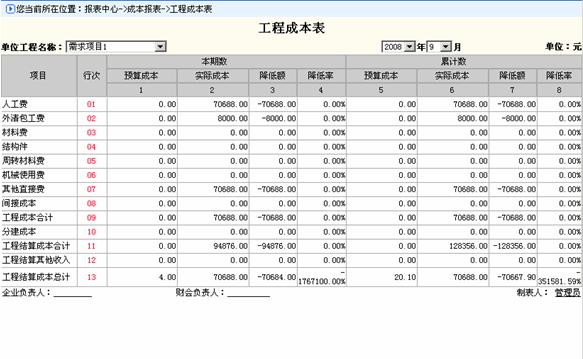 您当前所在位置：报表中心->成本报表->工程成本表
工程成本表
单位工程名称： 需求项目1 2008 年 9 月 单位：元
项目 行次 本期数 累计数
预算成本 实际成本 降低额 降低率 预算成本 实际成本 降低额 降低率
1 2 3 4 5 6 7 8
人工费 01 0.00 70688.00 -70688.00 0.00% 0.00 70688.00 -70688.00 0.00%
外清包工费 02 0.00 8000.00 -8000.00 0.00% 0.00 8000.00 -8000.00 0.00%
材料费 03 0.00 0.00 0.00 0.00% 0.00 0.00 0.00 0.00%
结构件 04 0.00 0.00 0.00 0.00% 0.00 0.00 0.00 0.00%
周转材料费 05 0.00 0.00 0.00 0.00% 0.00 0.00 0.00 0.00%
机械使用费 06 0.00 0.00 0.00 0.00% 0.00 0.00 0.00 0.00%
其他直接费 07 0.00 70688.00 -70688.00 0.00% 0.00 70688.00 -70688.00 0.00%
间接成本 08 0.00 0.00 0.00 0.00% 0.00 0.00 0.00 0.00%
工程成本合计 09 0.00 70688.00 -70688.00 0.00% 0.00 70688.00 -70688.00 0.00%
分建成本 10 0.00 0.00 0.00 0.00% 0.00 0.00 0.00 0.00%
工程结算成本合计 11 0.00 94876.00 -94876.00 0.00% 0.00 128356.00 -128356.00 0.00%
工程结算其他收入 12 0.00 0.00 0.00 0.00% 0.00 0.00 0.00 0.00%
工程结算成本总计 13 4.00 70688.00 -70684.00 -1767100.00% 20.10 70688.00 -70667.90 -351581.59%
企业负责人：________ 财会负责人：________ 制表人： 管理员